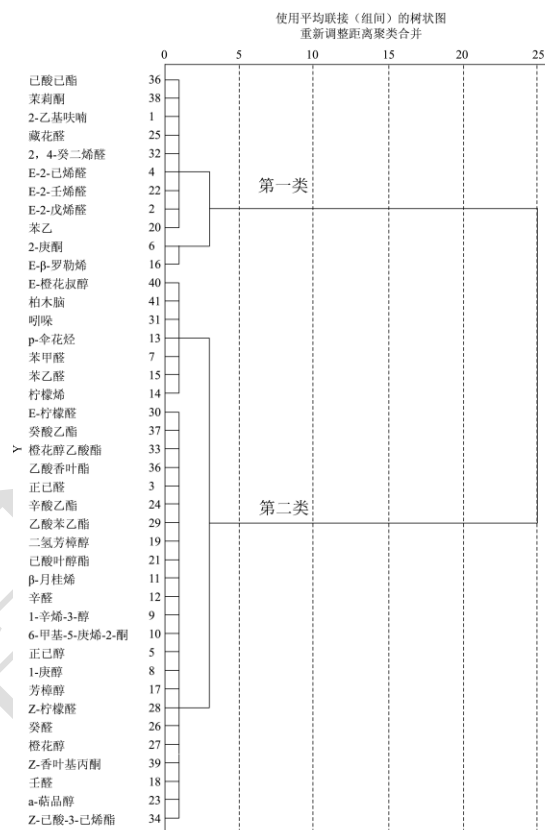 使用平均联接（组间）的树状图
重新调整距离聚类合并
0 5 10 15 20 25
已酸已酯 36
茉莉酮 38
2-乙基呋喃 1
藏花醛 25
2，4-癸二烯醛 32
E-2-已烯醛 4
E-2-壬烯醛 22
E-2-戊烯醛 2
苯乙 20
2-庚酮 6
E-β-罗勒烯 16
E-橙花叔醇 40
柏木脑 41
吲哚 31
p-伞花烃 13
苯甲醛 7
苯乙醛 15
柠檬烯 14
E-柠檬醛 30
癸酸乙酯 37
橙花醇乙酸酯 33
乙酸香叶酯 36
正已醛 3
辛酸乙酯 24
乙酸苯乙酯 29
二氢芳樟醇 19
已酸叶醇酯 21
β-月桂烯 11
辛醛 12
1-辛烯-3-醇 9
6-甲基-5-庚烯-2-酮 10
正已醇 5
1-庚醇 8
芳樟醇 17
Z-柠檬醛 28
癸醛 26
橙花醇 27
Z-香叶基丙酮 39
壬醛 18
a-萜品醇 23
Z-已酸-3-已烯酯 34
Y
第一类
第二类